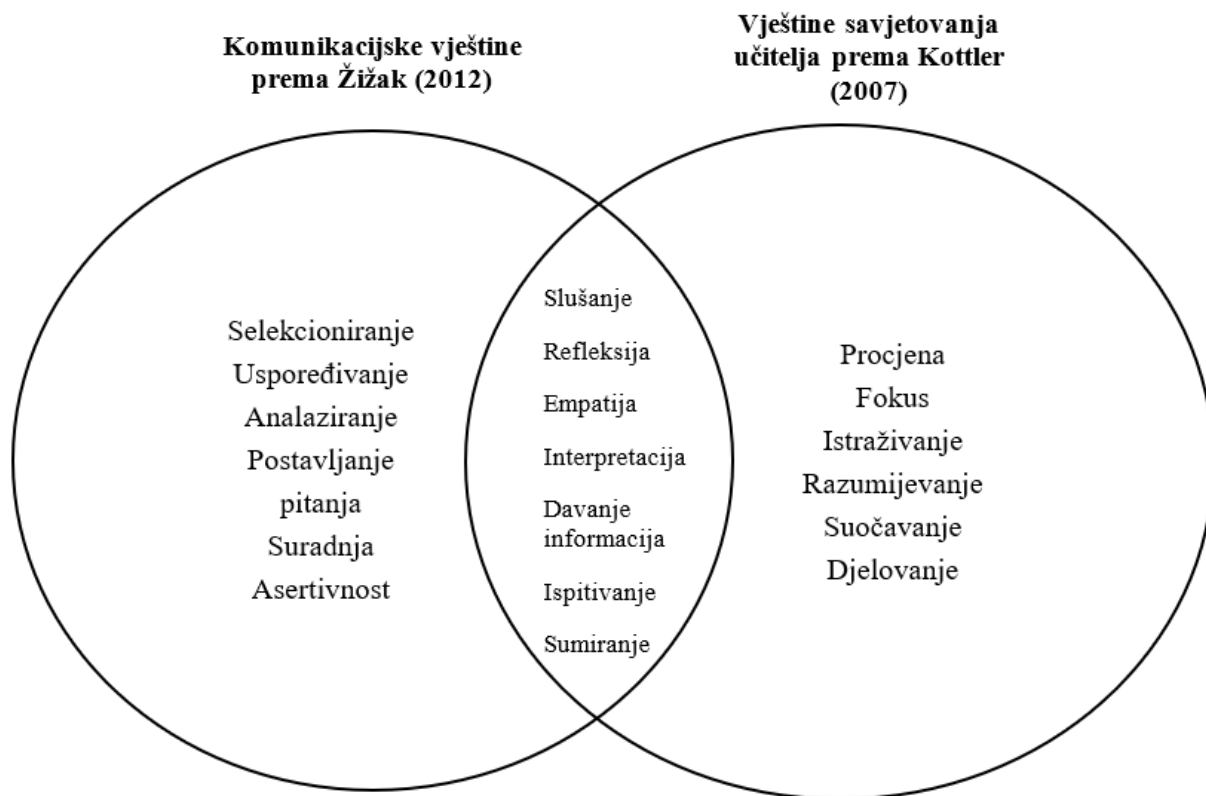 Komunikacijske vještine
prema Žižak (2012)
Vještine savjetovanja
učitelja prema Kottler
(2007)
Selekcioniranje
Uspoređivanje
Analaziranje
Postavljanje
pitanja
Suradnja
Asertivnost
Slušanje
Refleksija
Empatija
Interpretacija
Davanje
informacija
Ispitivanje
Sumiranje
Procjena
Fokus
Istraživanje
Razumijevanje
Suočavanje
Djelovanje